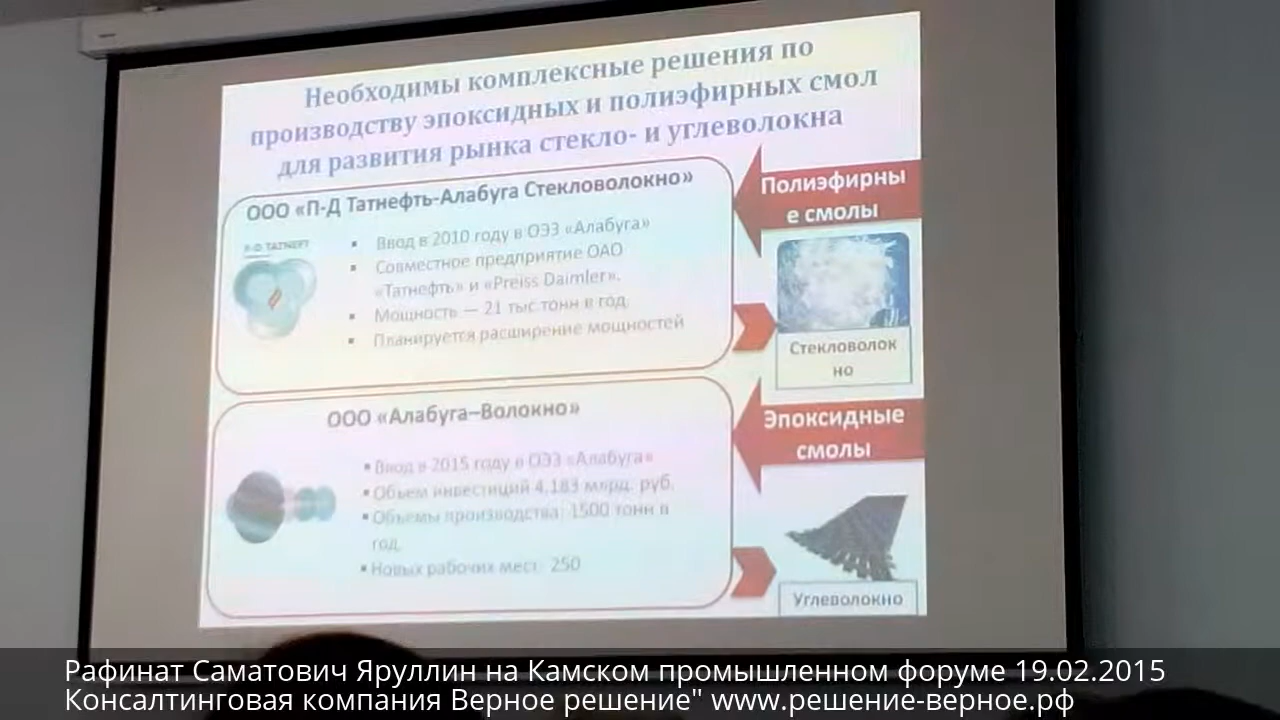 Необходимы комплексные решения по
производству эпоксидных и полиэфирных смол
для развития рынка стекло- и углеволокна
ООО «П-Д Татнефть-Алабуга Стекловолокно»
П-Д ТАТНЕФТЬ
▪ Ввод в 2010 году в ОЭЗ «Алабуга»
▪ Совместное предприятие ОАО
«Татнефть» и «Preiss Daimler».
▪ Мощность — 21 тыс.тонн в год.
▪ Планируется расширение мощностей
Полиэфирны
е смолы
Стекловолок
но
ООО «Алабуга–Волокно»
▪ Ввод в 2015 году в ОЭЗ «Алабуга»
▪ Объем инвестиций 4,183 млрд. руб.
▪ Объемы производства: 1500 тонн в
год.
▪ Новых рабочих мест: 250
Эпоксидные
смолы
Углеволокно
Рафинат Саматович Яруллин на Камском промышленном форуме 19.02.2015
Консалтинговая компания Верное решение" www.решение-верное.рф